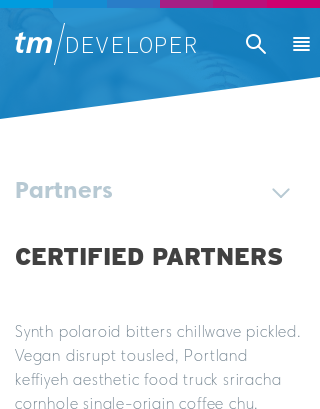 tm/DEVELOPER
Partners
CERTIFIED PARTNERS
Synth polaroid bitters chillwave pickled.
Vegan disrupt tousled, Portland
keffiyeh aesthetic food truck sriracha
cornhole single-origin coffee chu.